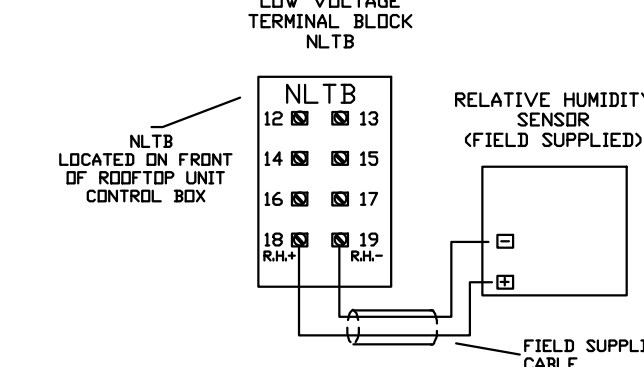 LOW VOLTAGE
TERMINAL BLOCK
NLTB
NLTB
12 13
14 15
16 17
18 19
R.H.+ R.H.-
NLTB
LOCATED ON FRONT
OF ROOFTOP UNIT
CONTROL BOX
RELATIVE HUMIDITY
SENSOR
(FIELD SUPPLIED)
-
+
FIELD SUPPLI
CABLE